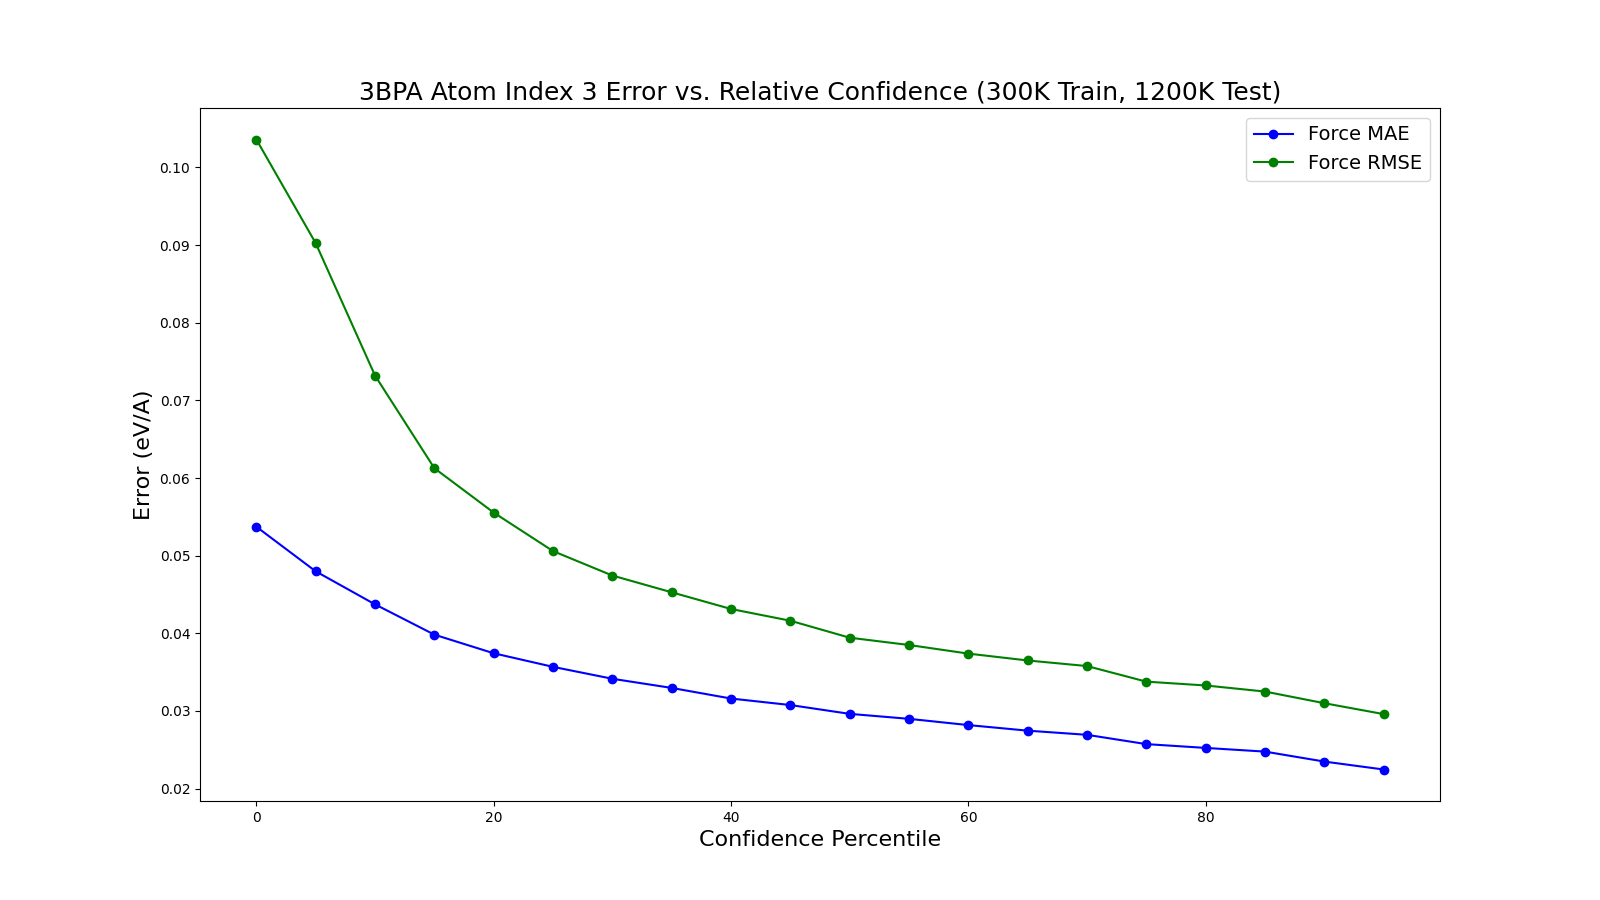 3BPA Atom Index 3 Error vs. Relative Confidence (300K Train, 1200K Test)
Force MAE
Force RMSE
0.10
0.09
0.08
0.07
0.06
0.05
0.04
0.03
0.02
Error (eV/A)
0 20 40 60 80
Confidence Percentile